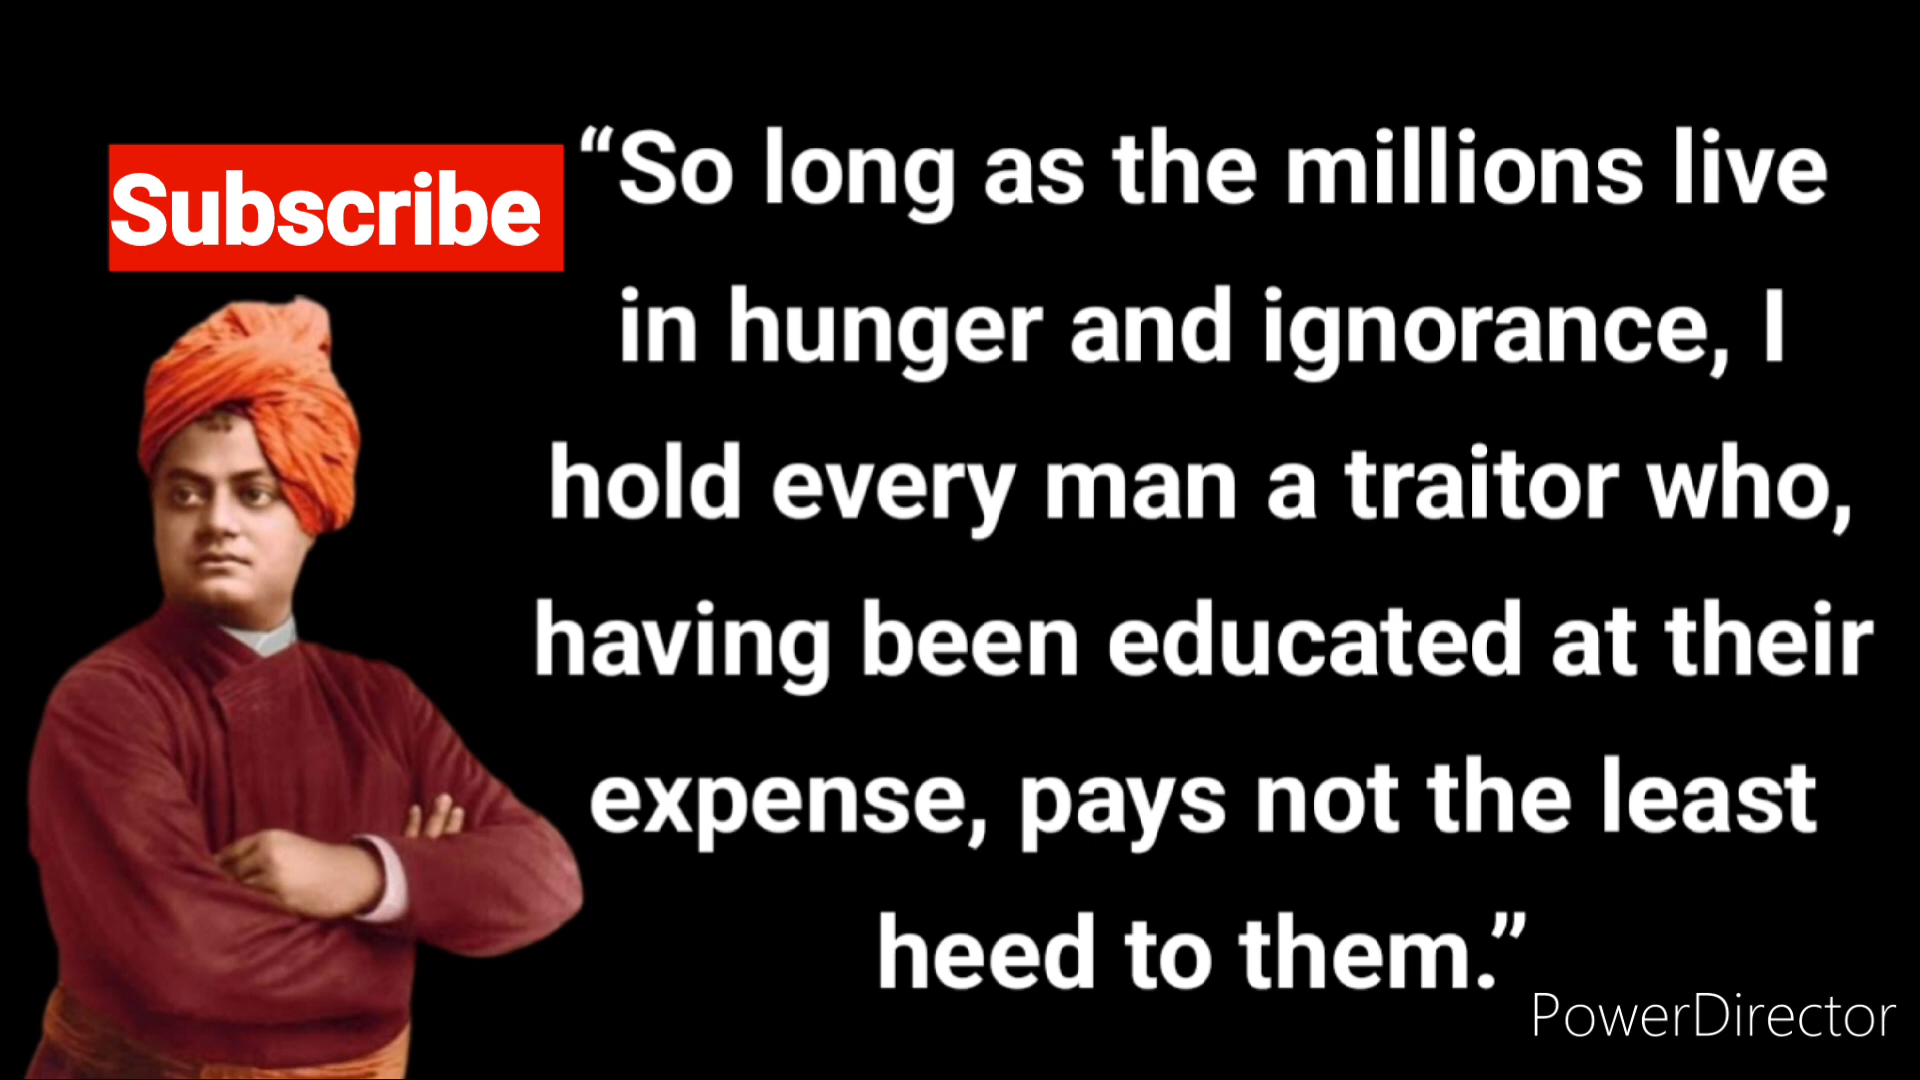 Subscribe
“So long as the millions live
in hunger and ignorance, I
hold every man a traitor who,
having been educated at their
expense, pays not the least
heed to them.”
PowerDirector